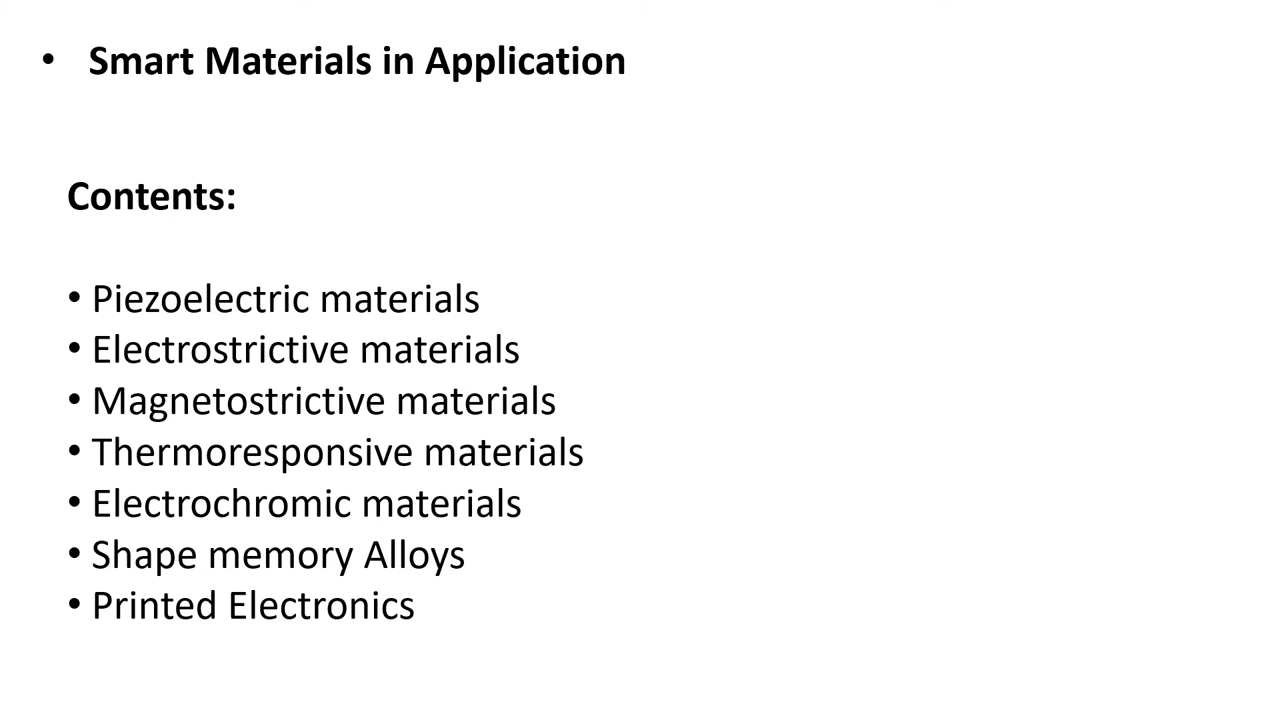 • Smart Materials in Application
Contents:
• Piezoelectric materials
• Electrostrictive materials
• Magnetostrictive materials
• Thermoresponsive materials
• Electrochromic materials
• Shape memory Alloys
• Printed Electronics